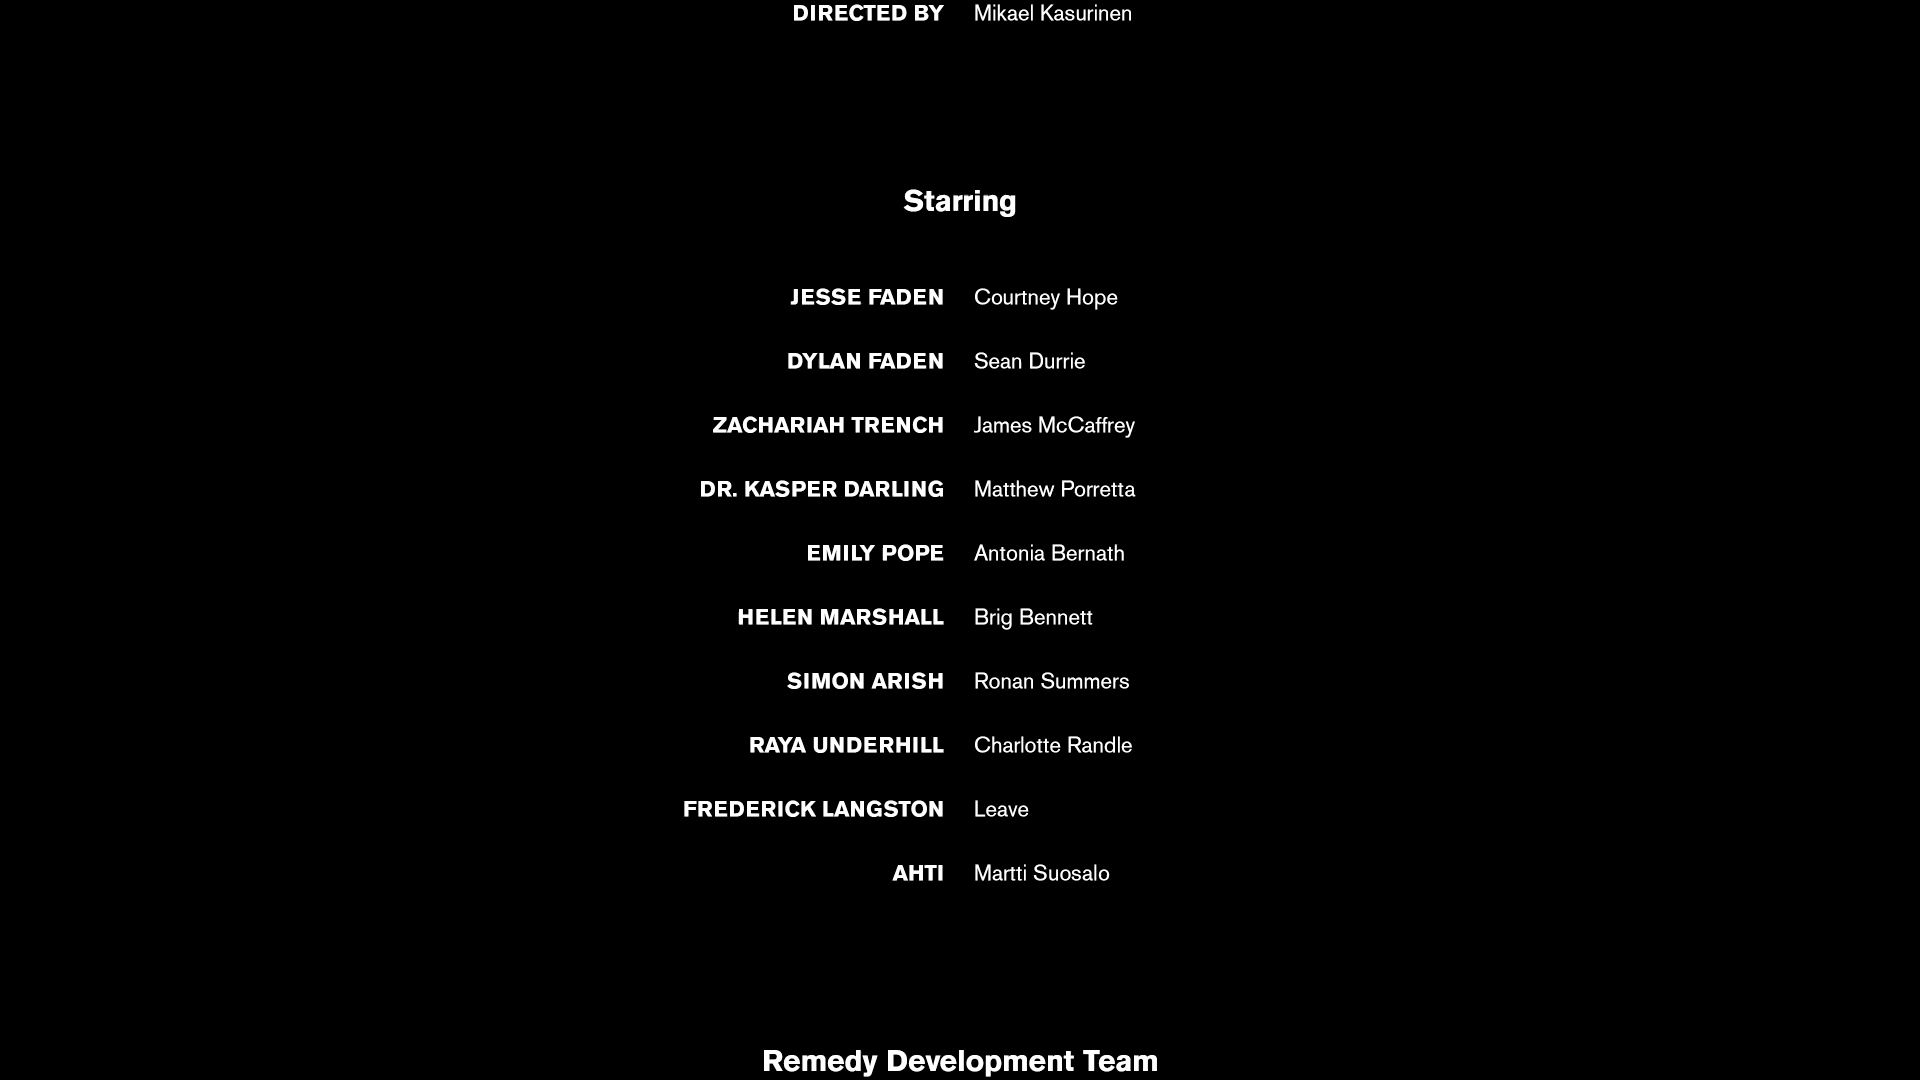 DIRECTED BY Mikael Kasurinen
Starring
JESSE FADEN Courtney Hope
DYLAN FADEN Sean Durrie
ZACHARIAH TRENCH James McCaffrey
DR. KASPER DARLING Matthew Porretta
EMILY POPE Antonia Bernath
HELEN MARSHALL Brig Bennett
SIMON ARISH Ronan Summers
RAYA UNDERHILL Charlotte Randle
FREDERICK LANGSTON Leave
AHTI Martti Suosalo
Remedy Development Team